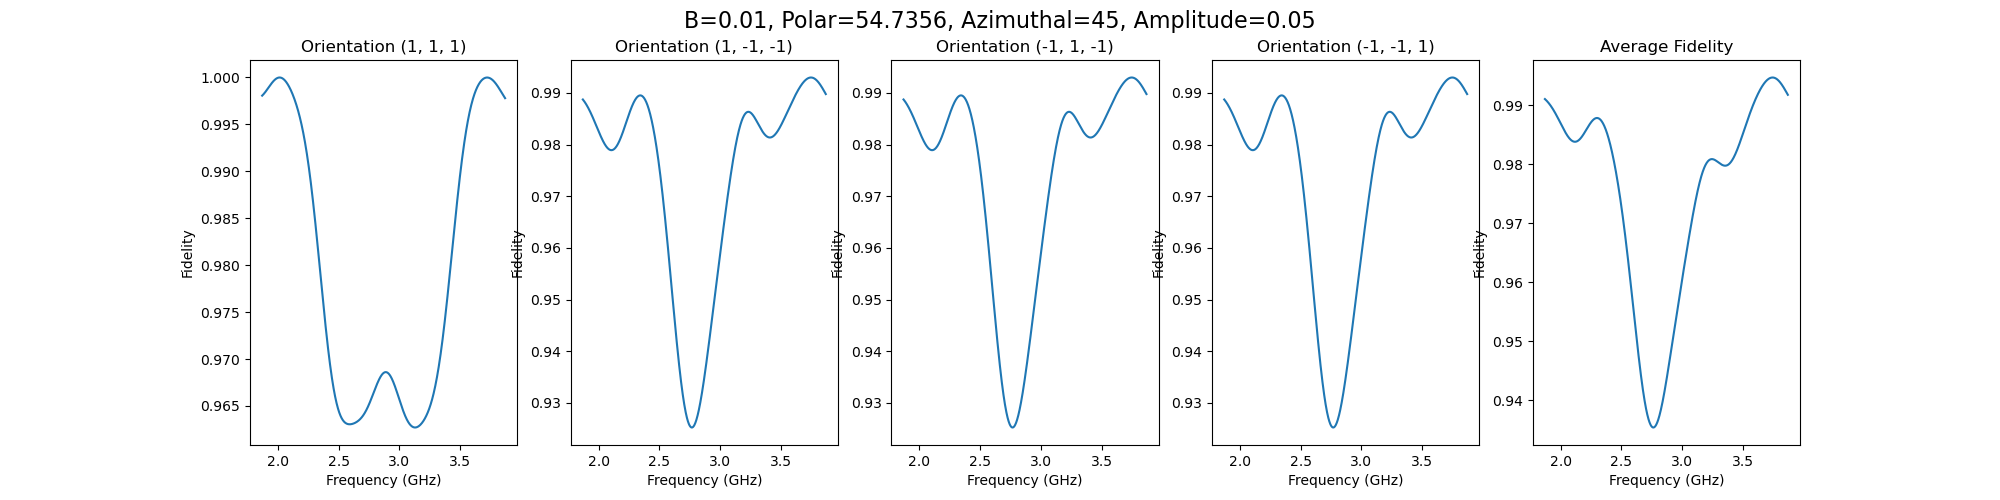 B=0.01, Polar=54.7356, Azimuthal=45, Amplitude=0.05
Orientation (1, 1, 1)
Fidelity
1.000
0.995
0.990
0.985
0.980
0.975
0.970
0.965
2.0 2.5 3.0 3.5
Frequency (GHz)
Orientation (1, -1, -1)
Fidelity
0.99
0.98
0.97
0.96
0.95
0.94
0.93
2.0 2.5 3.0 3.5
Frequency (GHz)
Orientation (-1, 1, -1)
Fidelity
0.99
0.98
0.97
0.96
0.95
0.94
0.93
2.0 2.5 3.0 3.5
Frequency (GHz)
Orientation (-1, -1, 1)
Fidelity
0.99
0.98
0.97
0.96
0.95
0.94
0.93
2.0 2.5 3.0 3.5
Frequency (GHz)
Average Fidelity
Fidelity
0.99
0.98
0.97
0.96
0.95
0.94
2.0 2.5 3.0 3.5
Frequency (GHz)